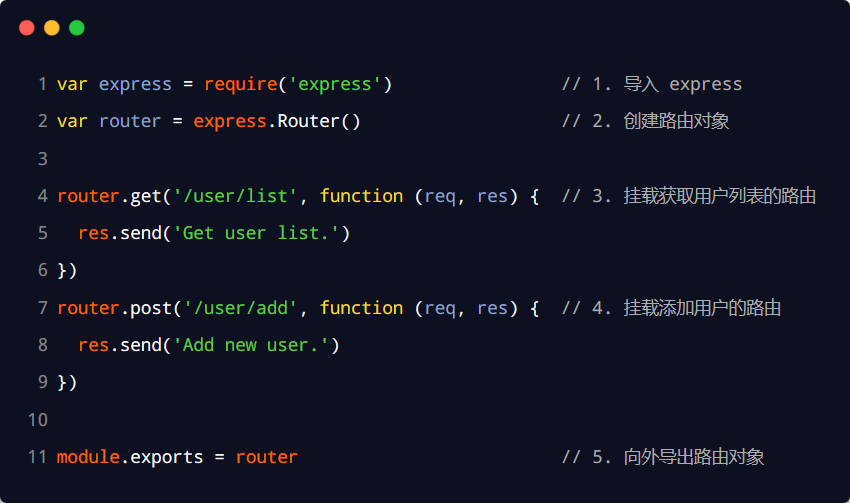 1 var express = require('express') // 1. 导入 express
2 var router = express.Router() // 2. 创建路由对象
3
4 router.get('/user/list', function (req, res) { // 3. 挂载获取用户列表的路由
5   res.send('Get user list.')
6 })
7 router.post('/user/add', function (req, res) { // 4. 挂载添加用户的路由
8   res.send('Add new user.')
9 })
10
11 module.exports = router // 5. 向外导出路由对象